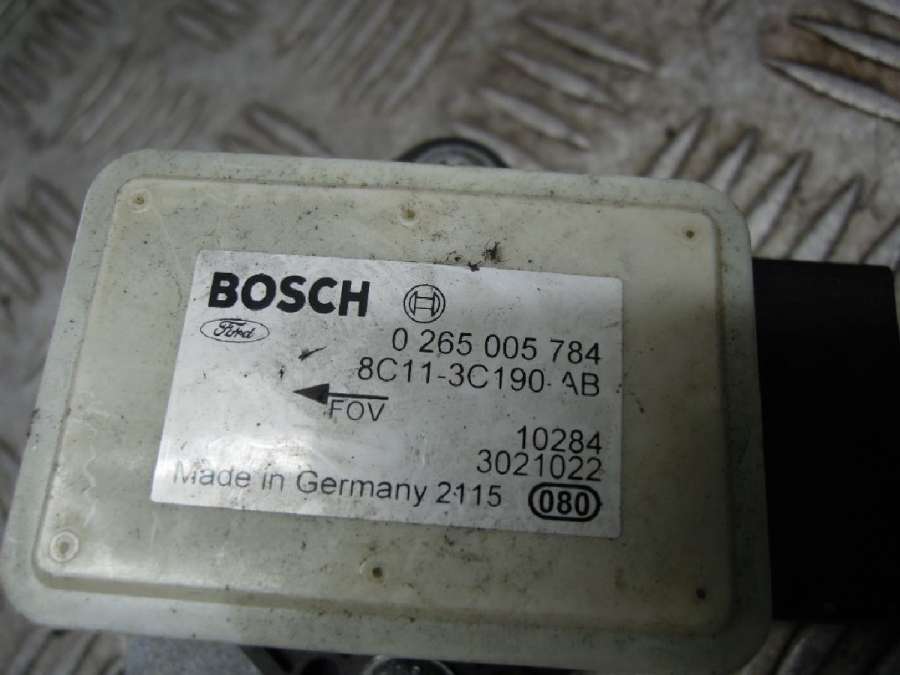 BOSCH
Ford
0 265 005 784
8C11-3C190-AB
FOV
10284
3021022
Made in Germany 2115 080